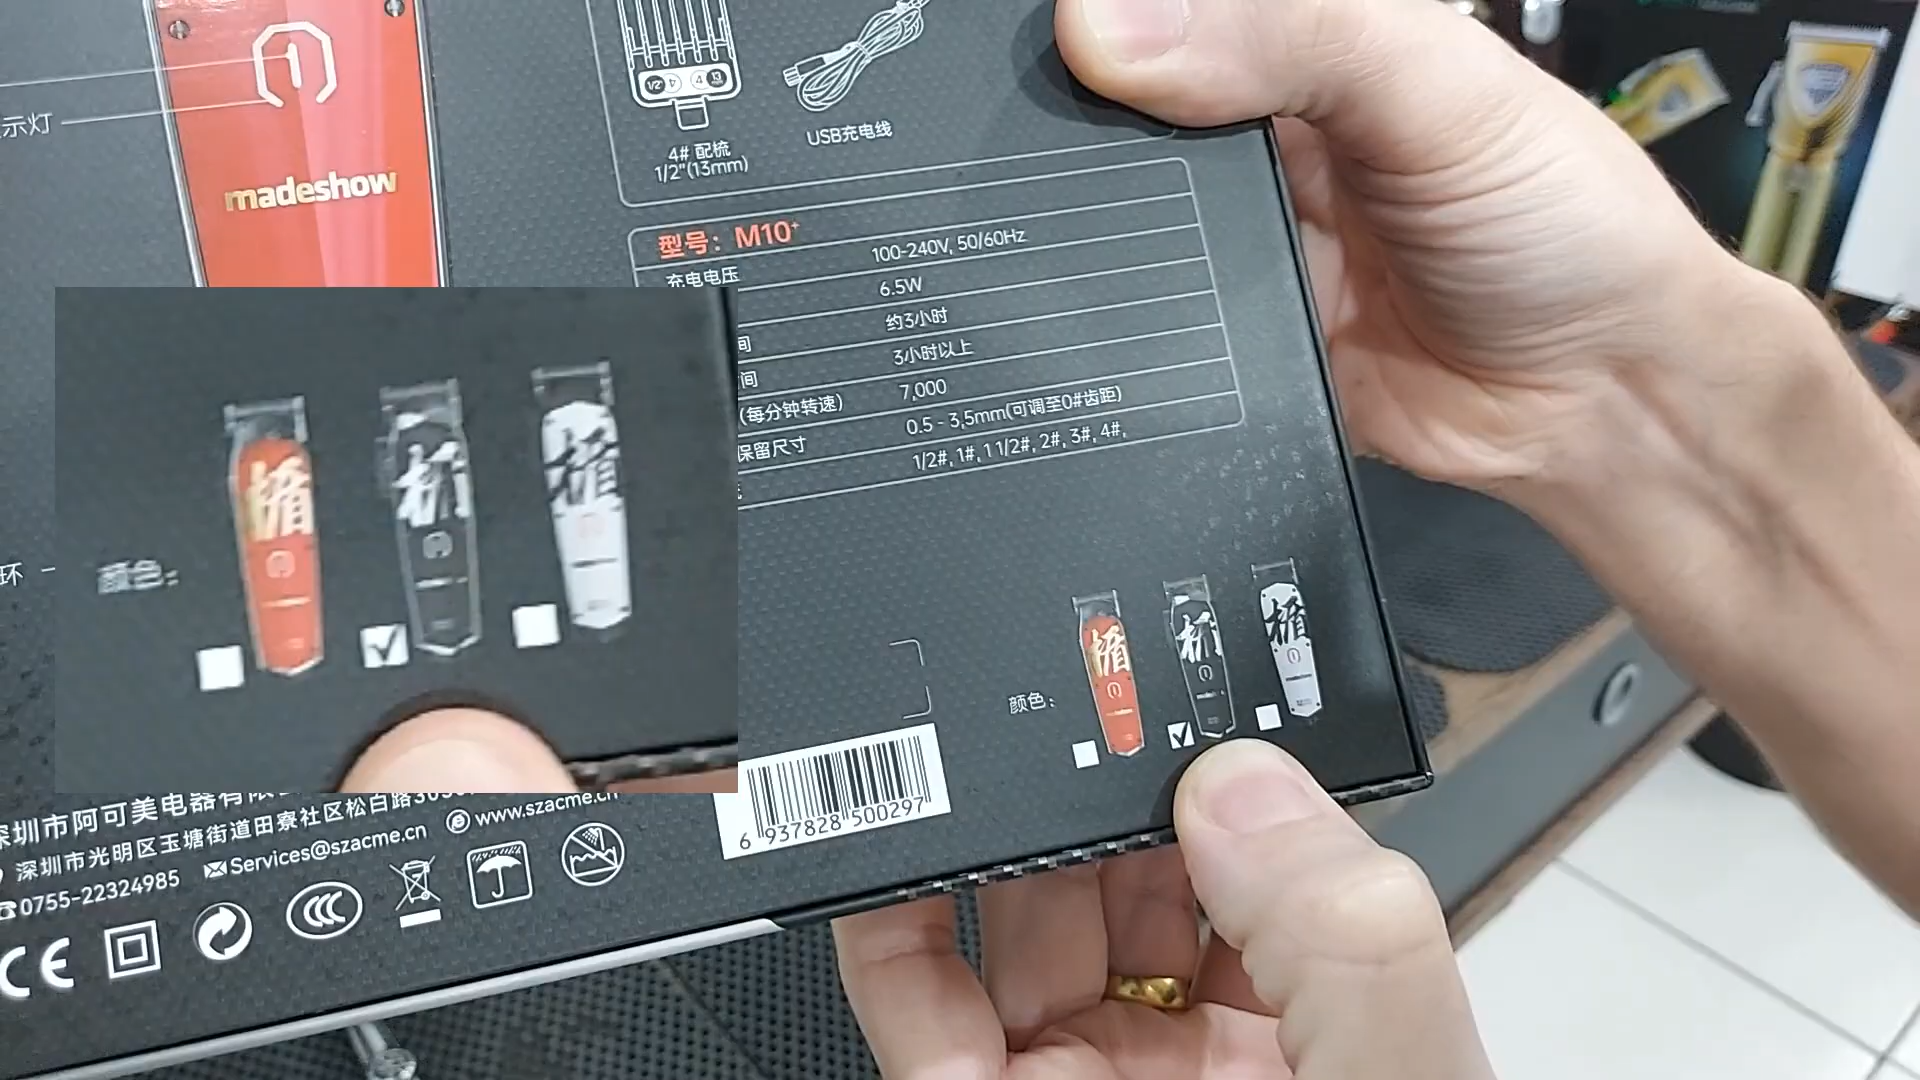 示灯
madeshow
4# 配梳
1/2"(13mm)
USB充电线
型号：M10+
充电电压 100-240V, 50/60Hz
6.5W
间 约3小时
间 3小时以上
(每分钟转速) 7,000
保留尺寸 0.5 - 3,5mm(可调至0#齿距)
1/2#, 1#, 1 1/2#, 2#, 3#, 4#,
环
颜色：
颜色：
madeshow
6 937828 500297
深圳市阿可美电器有限
深圳市光明区玉塘街道田寮社区松白路
0755-22324985 Services@szacme.cn www.szacme.cn
CE